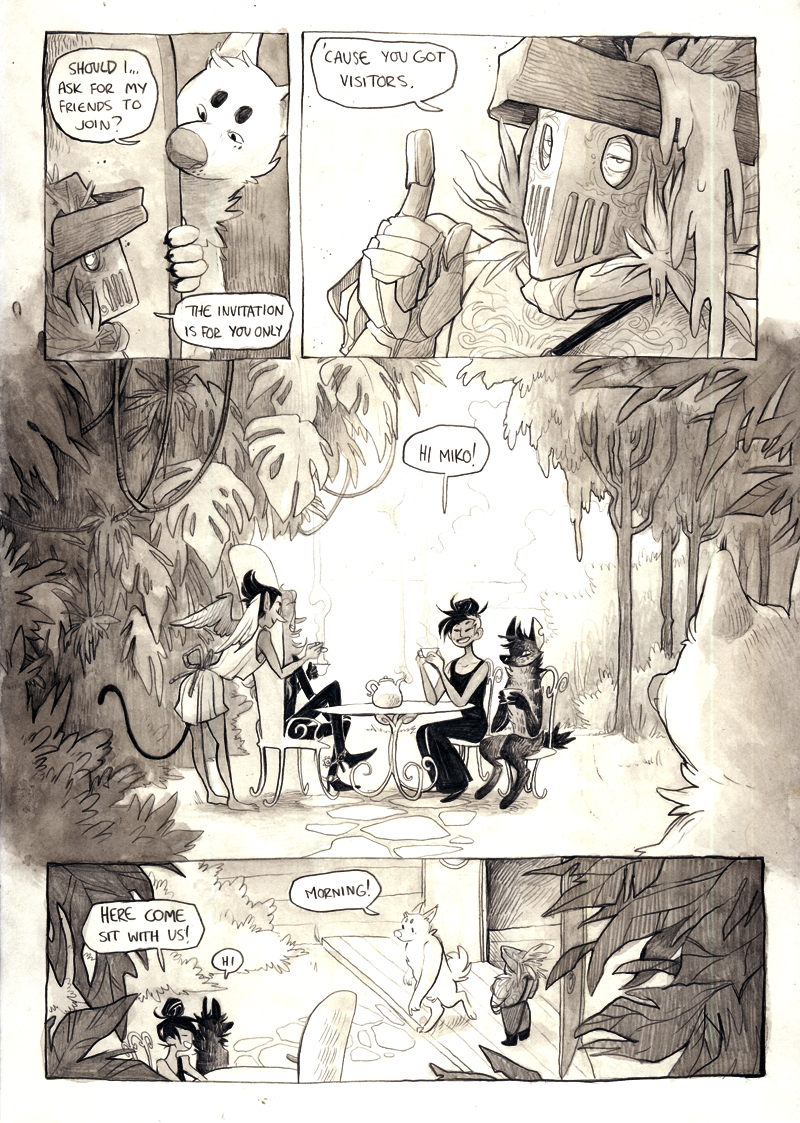 SHOULD I...
ASK FOR MY
FRIENDS TO
JOIN?
THE INVITATION
IS FOR YOU ONLY
'CAUSE YOU GOT
VISITORS.
HI MIKO!
MORNING!
HERE COME
SIT WITH US!
HI